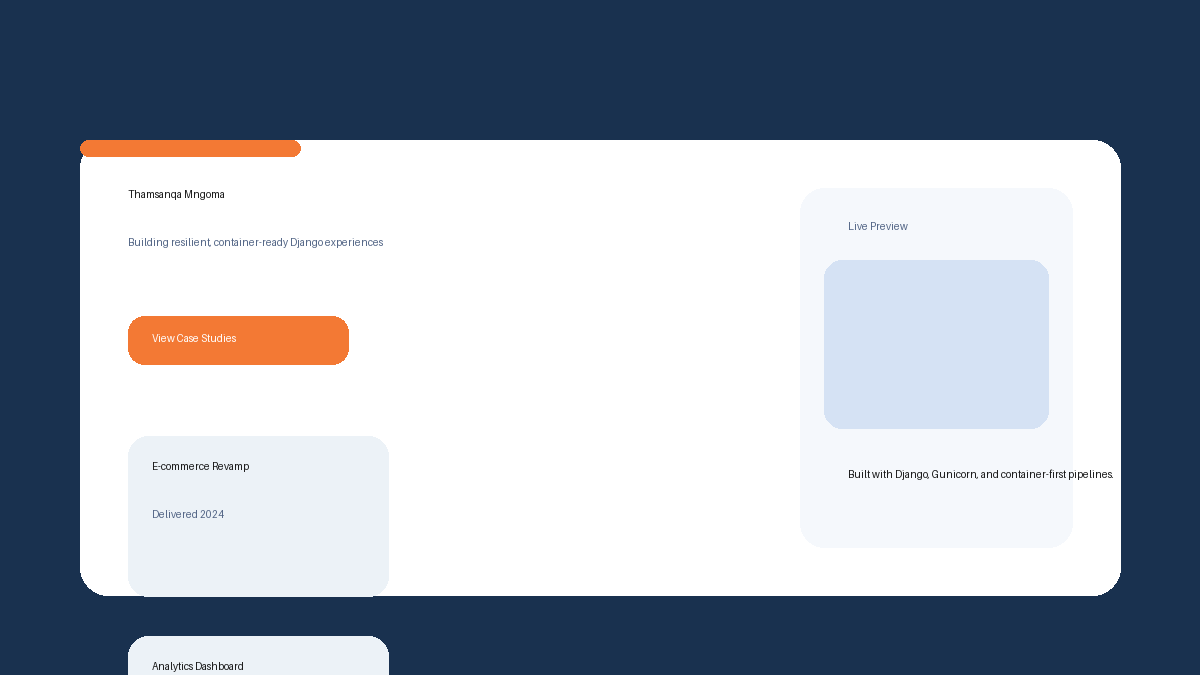 Thamsanqa Mngoma
Building resilient, container-ready Django experiences
View Case Studies
E-commerce Revamp
Delivered 2024
Analytics Dashboard
Live Preview
Built with Django, Gunicorn, and container-first pipelines.